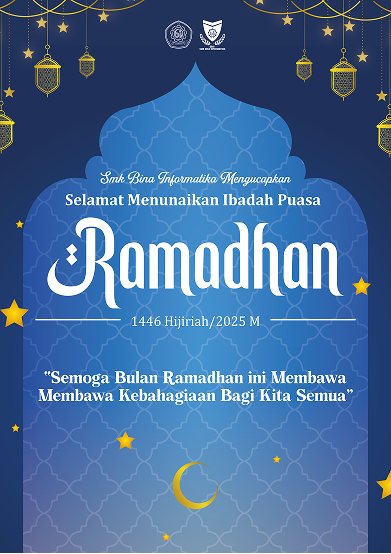 Smk Bina Informatika Mengucapkan
Selamat Menunaikan Ibadah Puasa
Ramadhan
1446 Hijiriah/2025 M
“Semoga Bulan Ramadhan ini Membawa
Membawa Kebahagiaan Bagi Kita Semua”